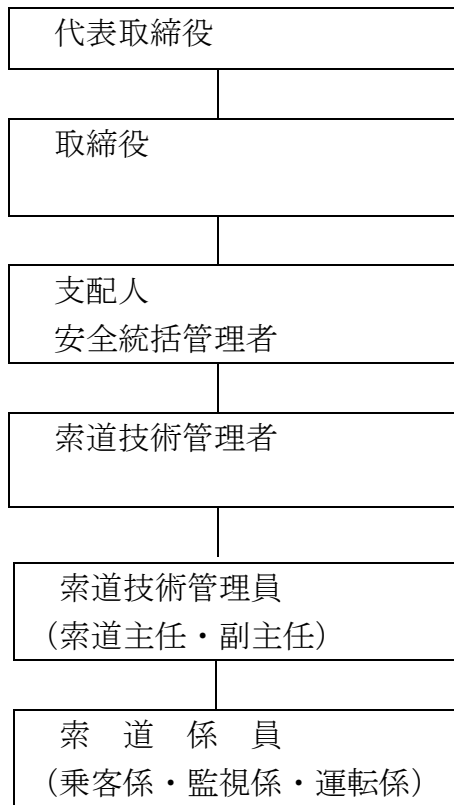 代表取締役
取締役
支配人
安全統括管理者
索道技術管理者
索道技術管理員
（索道主任・副主任）
索　道　係　員
（乗客係・監視係・運転係）